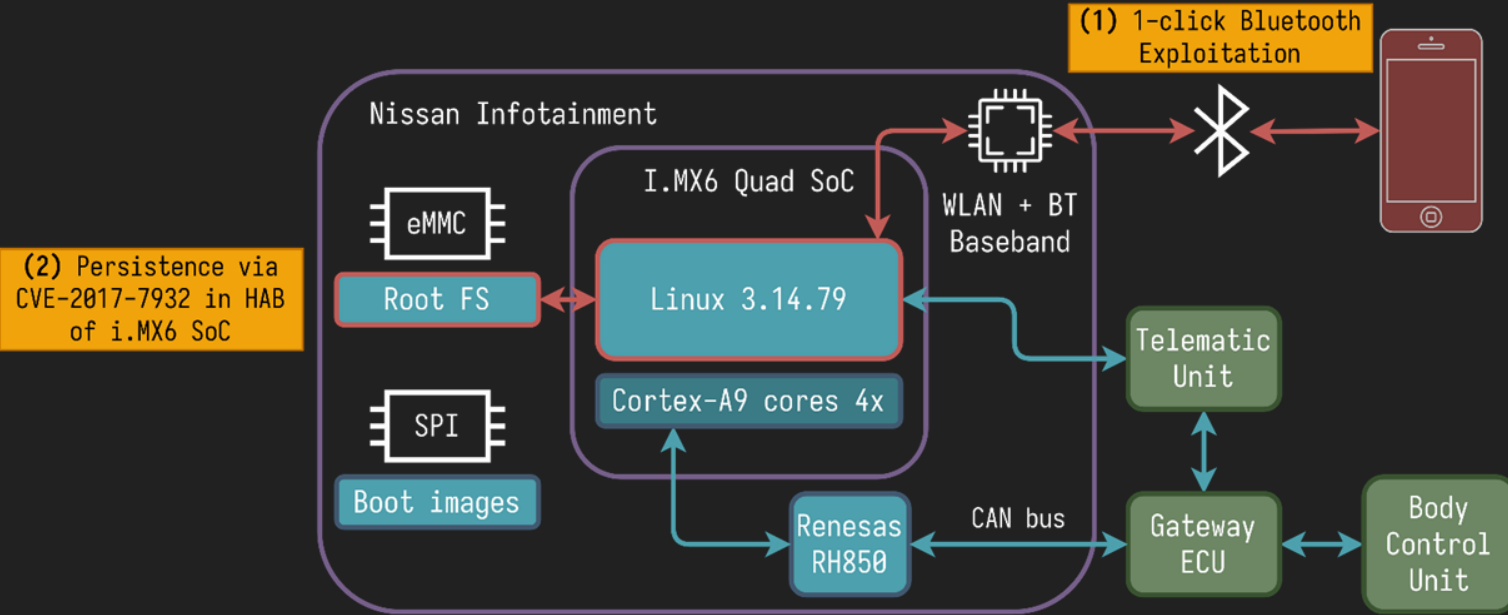 (1) 1-click Bluetooth
Exploitation
Nissan Infotainment
I.MX6 Quad SoC
WLAN + BT
Baseband
eMMC
(2) Persistence via
CVE-2017-7932 in HAB
of i.MX6 SoC
Root FS
Linux 3.14.79
Telematic
Unit
Cortex-A9 cores 4x
SPI
Boot images
Renesas
RH850
CAN bus
Gateway
ECU
Body
Control
Unit